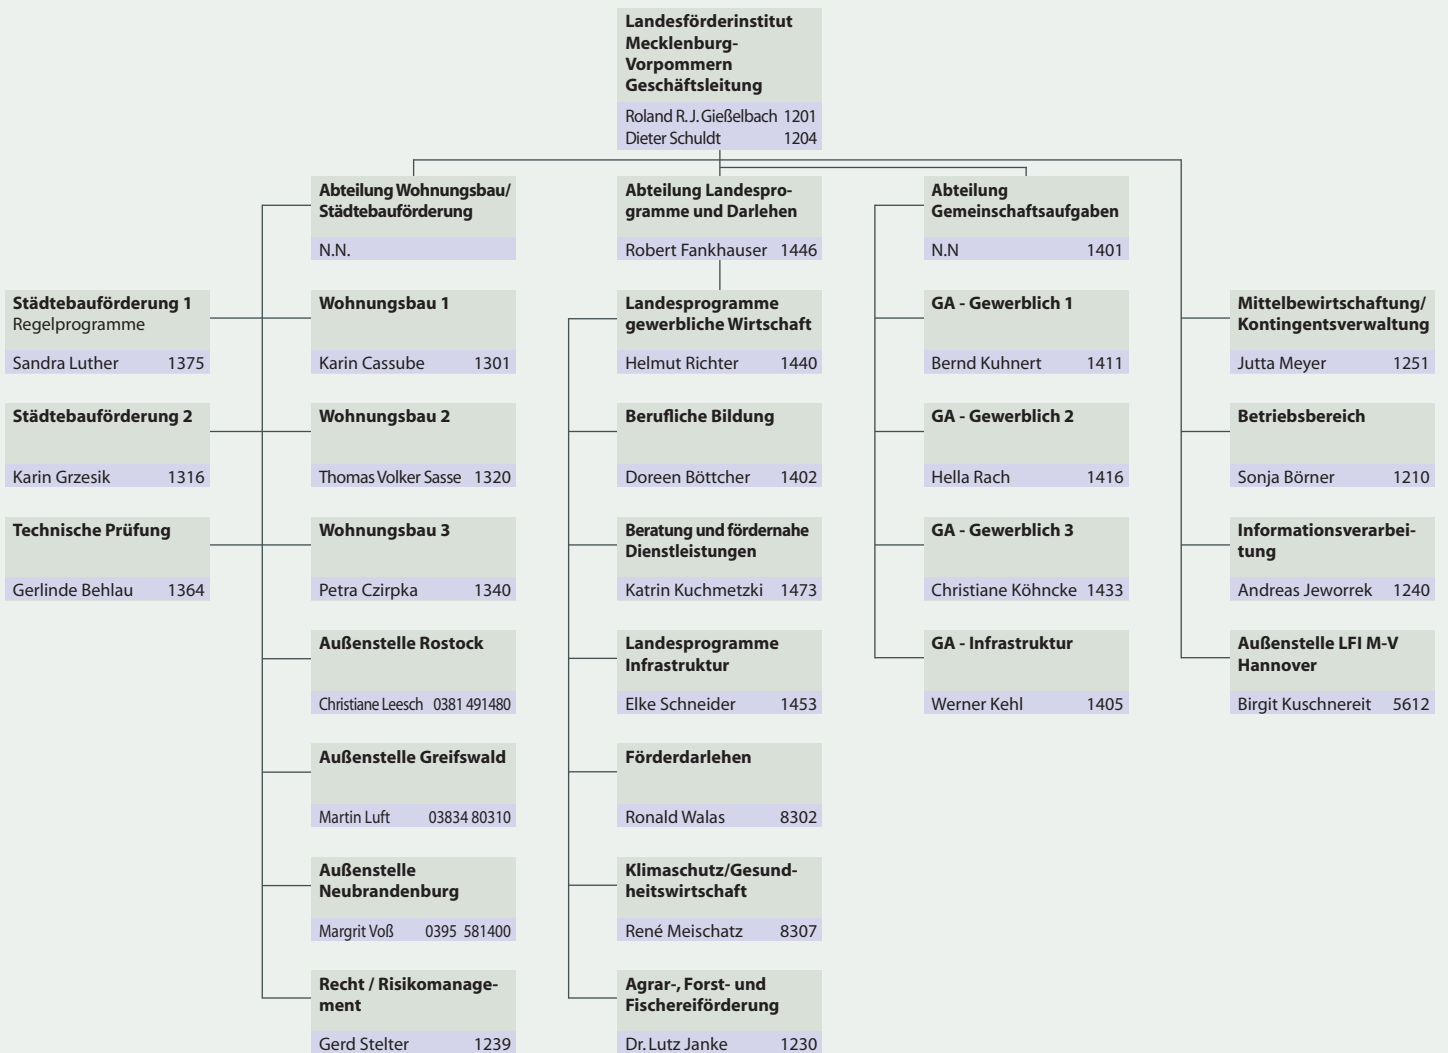 Landesförderinstitut
Mecklenburg-
Vorpommern
Geschäftsleitung
Roland R. J. Gießelbach 1201
Dieter Schuldt 1204
Abteilung Wohnungsbau/
Städtebauförderung
N.N.
Abteilung Landespro-
gramme und Darlehen
Robert Fankhauser 1446
Abteilung
Gemeinschaftsaufgaben
N.N 1401
Städtebauförderung 1
Regelprogramme
Sandra Luther 1375
Wohnungsbau 1
Karin Cassube 1301
Landesprogramme
gewerbliche Wirtschaft
Helmut Richter 1440
GA - Gewerblich 1
Bernd Kuhnert 1411
Mittelbewirtschaftung/
Kontingentsverwaltung
Jutta Meyer 1251
Städtebauförderung 2
Karin Grzesik 1316
Wohnungsbau 2
Thomas Volker Sasse 1320
Berufliche Bildung
Doreen Böttcher 1402
GA - Gewerblich 2
Hella Rach 1416
Betriebsbereich
Sonja Börner 1210
Technische Prüfung
Gerlinde Behlau 1364
Wohnungsbau 3
Petra Czirpka 1340
Beratung und fördernahe
Dienstleistungen
Katrin Kuchmetzki 1473
GA - Gewerblich 3
Christiane Köhncke 1433
Informationsverarbei-
tung
Andreas Jeworrek 1240
Außenstelle Rostock
Christiane Leesch 0381 491480
Landesprogramme
Infrastruktur
Elke Schneider 1453
GA - Infrastruktur
Werner Kehl 1405
Außenstelle LFI M-V
Hannover
Birgit Kuschnereit 5612
Außenstelle Greifswald
Martin Luft 03834 80310
Förderdarlehen
Ronald Walas 8302
Außenstelle
Neubrandenburg
Margrit Voß 0395 581400
Klimaschutz/Gesund-
heitswirtschaft
René Meischatz 8307
Recht / Risikomanage-
ment
Gerd Stelter 1239
Agrar-, Forst- und
Fischereiförderung
Dr. Lutz Janke 1230